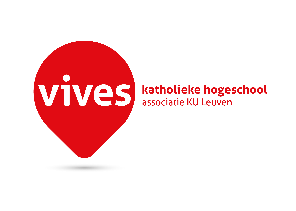 vives
katholieke hogeschool
associatie KU Leuven